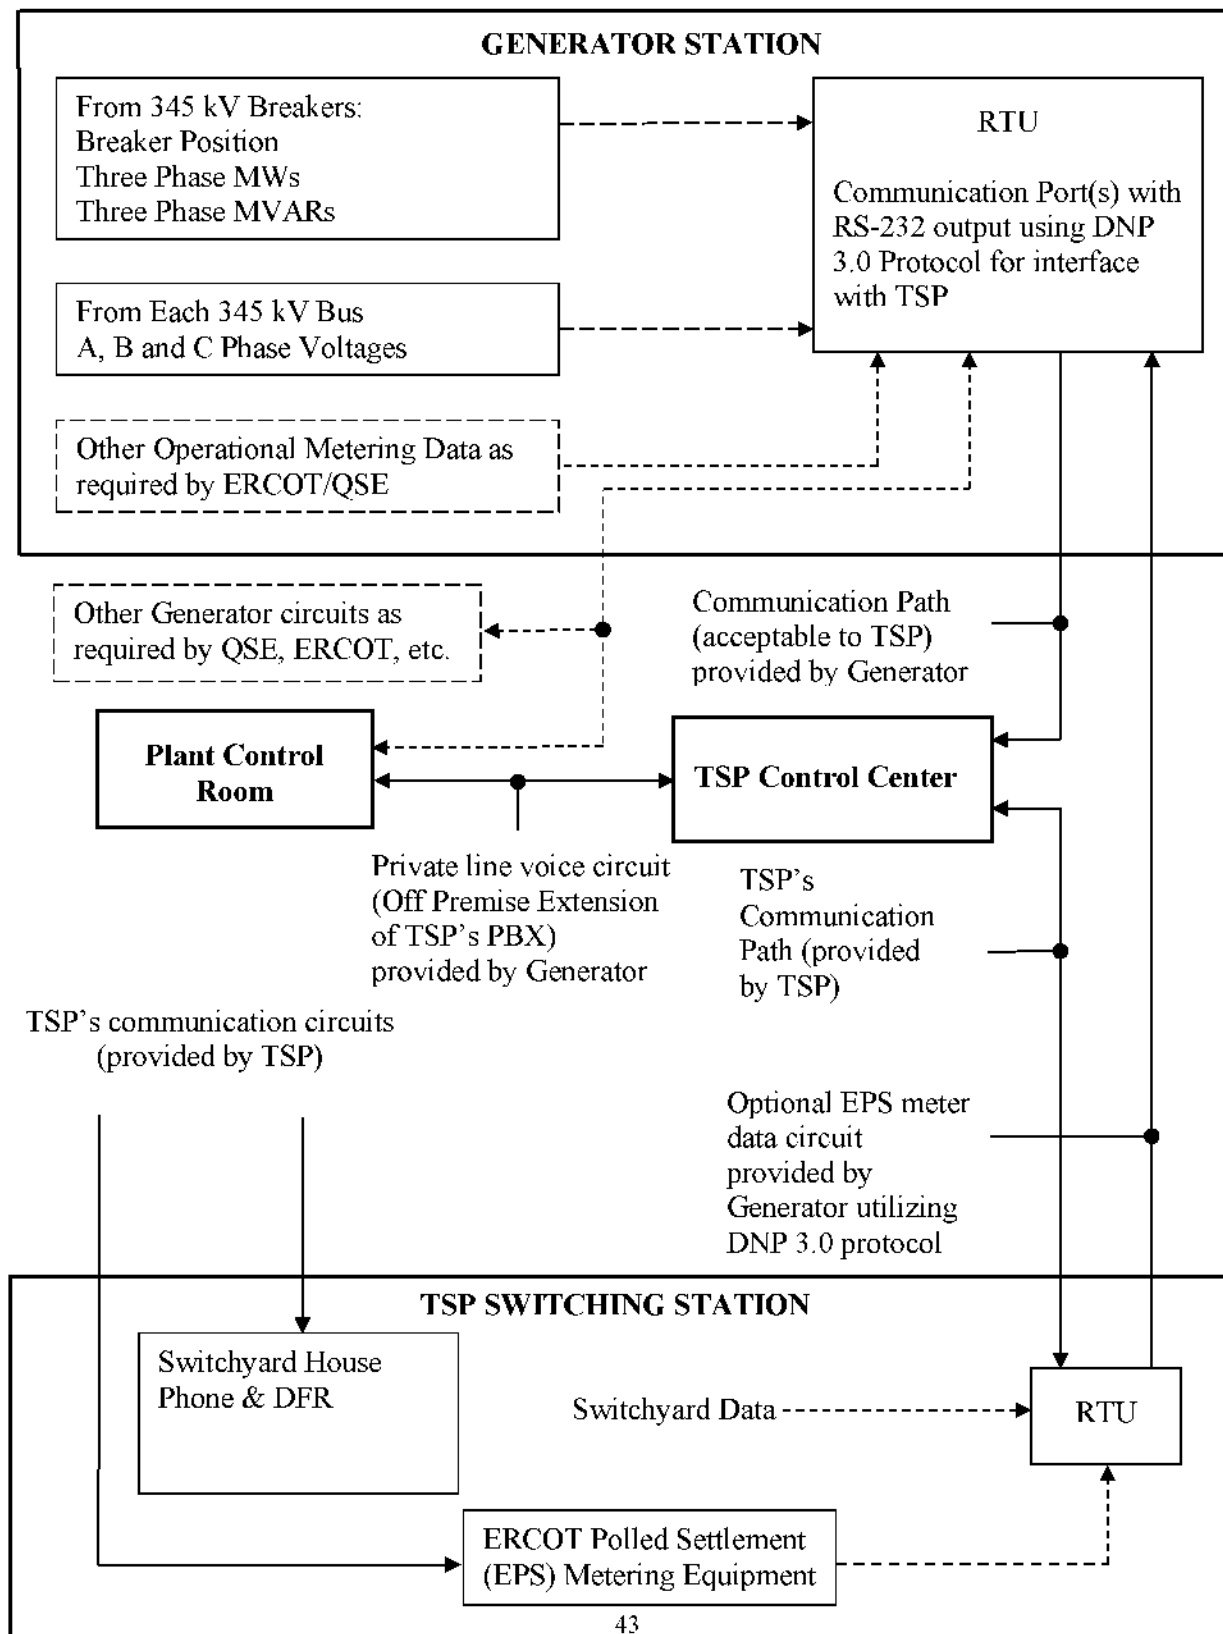 GENERATOR STATION
From 345 kV Breakers:
Breaker Position
Three Phase MWs
Three Phase MVARs
RTU
Communication Port(s) with
RS-232 output using DNP
3.0 Protocol for interface
with TSP
From Each 345 kV Bus
A, B and C Phase Voltages
Other Operational Metering Data as
required by ERCOT/QSE
Other Generator circuits as
required by QSE, ERCOT, etc.
Communication Path
(acceptable to TSP)
provided by Generator
Plant Control
Room
TSP Control Center
Private line voice circuit
(Off Premise Extension
of TSP's PBX)
provided by Generator
TSP's
Communication
Path (provided
by TSP)
TSP's communication circuits
(provided by TSP)
Optional EPS meter
data circuit
provided by
Generator utilizing
DNP 3.0 protocol
TSP SWITCHING STATION
Switchyard House
Phone & DFR
Switchyard Data
RTU
ERCOT Polled Settlement
(EPS) Metering Equipment
43